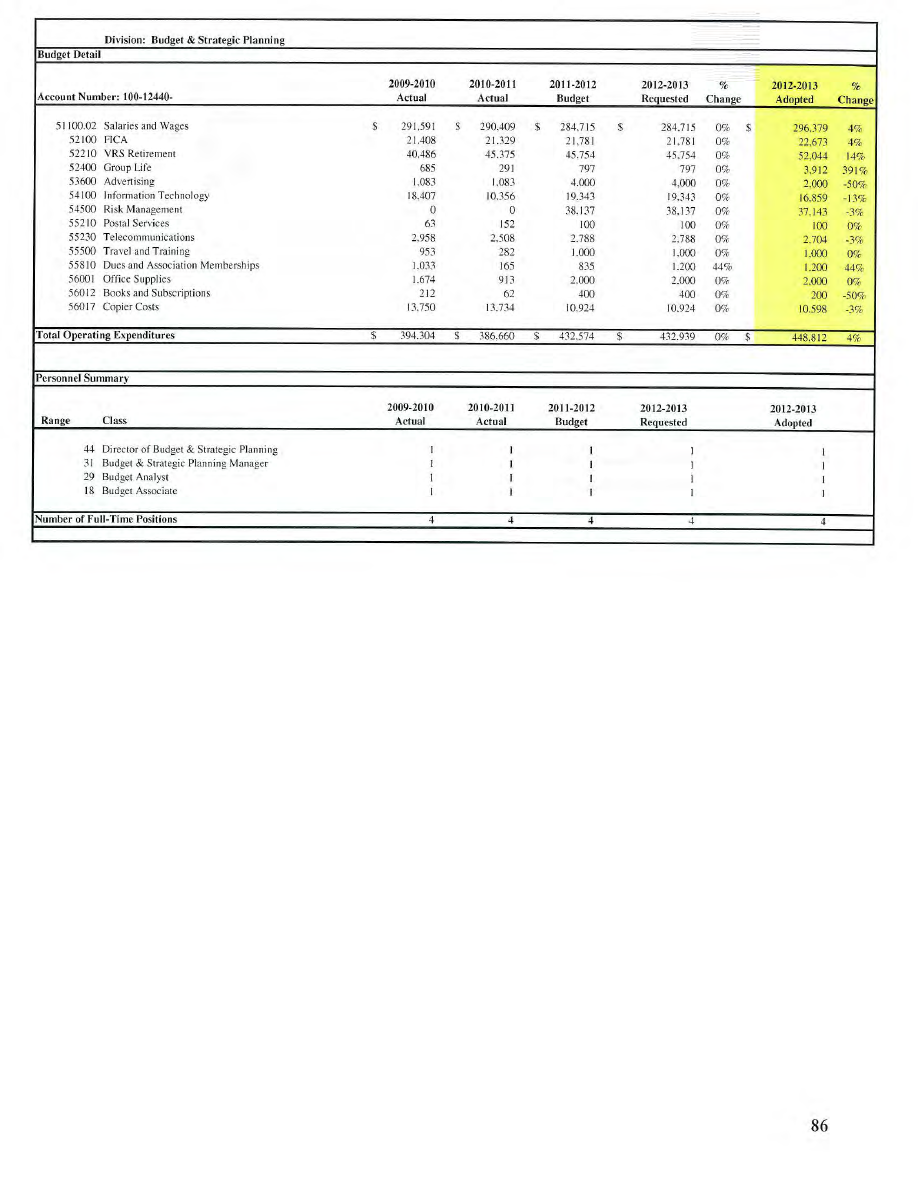 Division: Budget & Strategic Planning
Budget Detail
2009-2010 2010-2011 2011-2012 2012-2013 % 2012-2013 %
Account Number: 100-12440- Actual Actual Budget Requested Change Adopted Change
51100.02 Salaries and Wages $ 291,591 $ 290,409 $ 284,715 $ 284,715 0% $ 296,379 4%
52100 FICA 21,408 21,329 21,781 21,781 0% 22,673 4%
52210 VRS Retirement 40,486 45,375 45,754 45,754 0% 52,044 14%
52400 Group Life 685 291 797 797 0% 3,912 391%
53600 Advertising 1,083 1,083 4,000 4,000 0% 2,000 -50%
54100 Information Technology 18,407 10,356 19,343 19,343 0% 16,859 -13%
54500 Risk Management 0 0 38,137 38,137 0% 37,143 -3%
55210 Postal Services 63 152 100 100 0% 100 0%
55230 Telecommunications 2,958 2,508 2,788 2,788 0% 2,704 -3%
55500 Travel and Training 953 282 1,000 1,000 0% 1,000 0%
55810 Dues and Association Memberships 1,033 165 835 1,200 44% 1,200 44%
56001 Office Supplies 1,674 913 2,000 2,000 0% 2,000 0%
56012 Books and Subscriptions 212 62 400 400 0% 200 -50%
56017 Copier Costs 13,750 13,734 10,924 10,924 0% 10,598 -3%
Total Operating Expenditures $ 394,304 $ 386,660 $ 432,574 $ 432,939 0% $ 448,812 4%
Personnel Summary
2009-2010 2010-2011 2011-2012 2012-2013 2012-2013
Range Class Actual Actual Budget Requested Adopted
44 Director of Budget & Strategic Planning 1 1 1 1 1
31 Budget & Strategic Planning Manager 1 1 1 1 1
29 Budget Analyst 1 1 1 1 1
18 Budget Associate 1 1 1 1 1
Number of Full-Time Positions 4 4 4 4 4
86